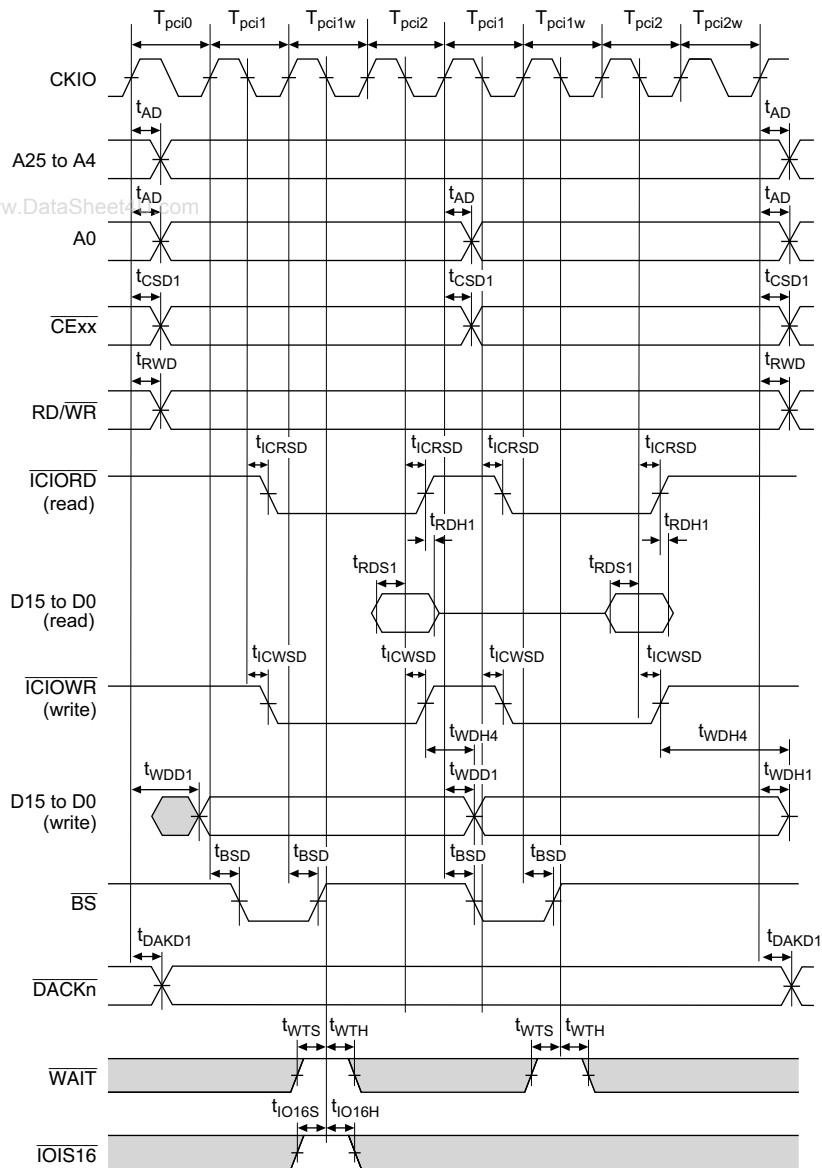 Tpci0 Tpci1 Tpci1w Tpci2 Tpci1 Tpci1w Tpci2 Tpci2w
CKIO
tAD tAD
A25 to A4
w.DataSheet4U.com
tAD tAD tAD
A0
tCSD1 tCSD1 tCSD1
CExx
tRWD tRWD
RD/WR
tICRSD tICRSD tICRSD tICRSD
ICIORD
(read)
tRDH1 tRDH1
tRDS1 tRDS1
D15 to D0
(read)
tICWSD tICWSD tICWSD tICWSD
ICIOWR
(write)
tWDH4 tWDH4
tWDD1 tWDD1 tWDH1
D15 to D0
(write)
tBSD tBSD tBSD tBSD
BS
tDAKD1 tDAKD1
DACKn
tWTS tWTH tWTS tWTH
WAIT
tIO16S tIO16H
IOIS16